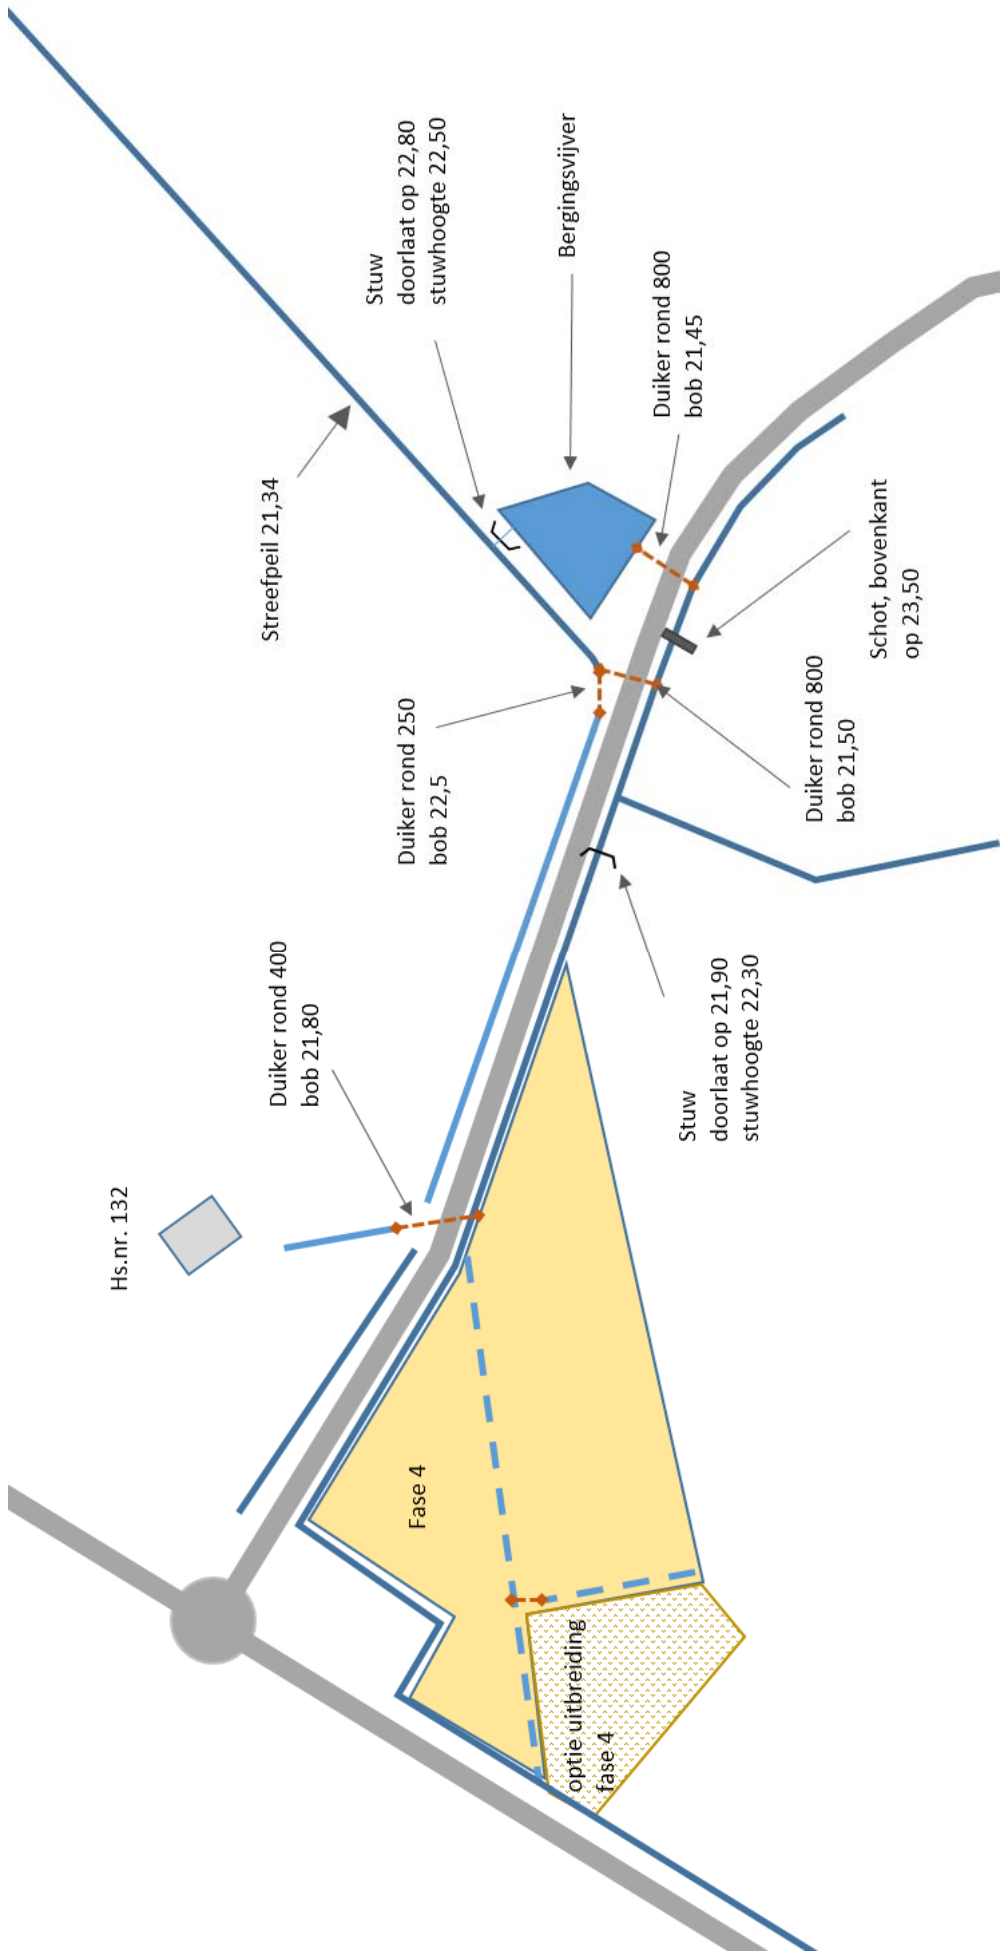 Hs.nr. 132
Duiker rond 400
bob 21,80
Streefpeil 21,34
Stuw
doorlaat op 22,80
stuwhoogte 22,50
Fase 4
Duiker rond 250
bob 22,5
Bergingsvijver
optie uitbreiding
fase 4
Duiker rond 800
bob 21,45
Stuw
doorlaat op 21,90
stuwhoogte 22,30
Duiker rond 800
bob 21,50
Schot, bovenkant
op 23,50